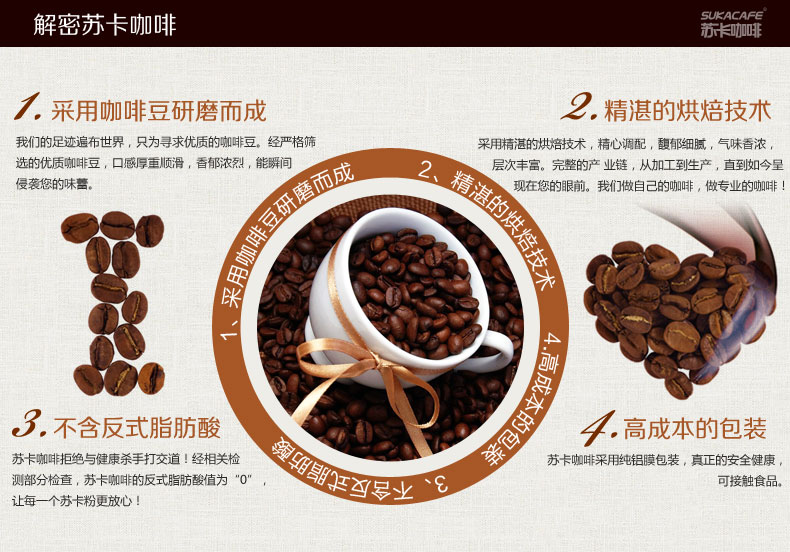 解密苏卡咖啡
SUKACAFE®
苏卡咖啡
1. 采用咖啡豆研磨而成
我们的足迹遍布世界，只为寻求优质的咖啡豆。经严格筛
选的优质咖啡豆，口感厚重顺滑，香郁浓烈，能瞬间
侵袭您的味蕾。
2. 精湛的烘焙技术
采用精湛的烘焙技术，精心调配，馥郁细腻，气味香浓，
层次丰富。完整的产 业链，从加工到生产，直到如今呈
现在您的眼前。我们做自己的咖啡，做专业的咖啡！
1、采用咖啡豆研磨而成
2、精湛的烘焙技术
4.高成本的包装
3、不含反式脂肪酸
3. 不含反式脂肪酸
苏卡咖啡拒绝与健康杀手打交道！经相关检
测部分检查，苏卡咖啡的反式脂肪酸值为“0”，
让每一个苏卡粉更放心！
4. 高成本的包装
苏卡咖啡采用纯铝膜包装，真正的安全健康，
可接触食品。